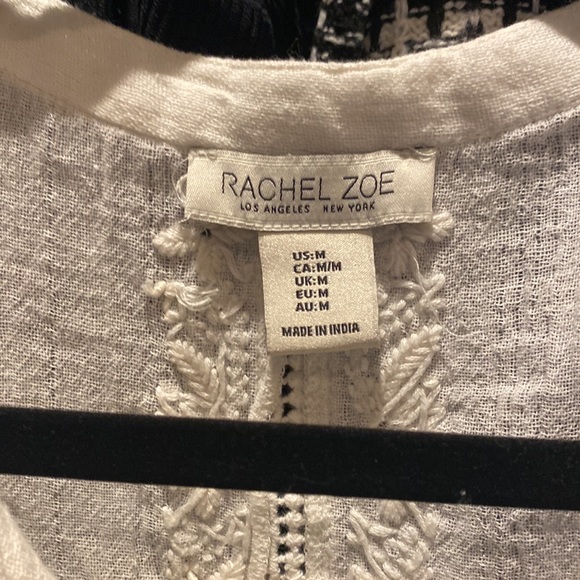 RACHEL ZOE
LOS ANGELES NEW YORK
US:M
CA:M/M
UK:M
EU:M
AU:M
MADE IN INDIA